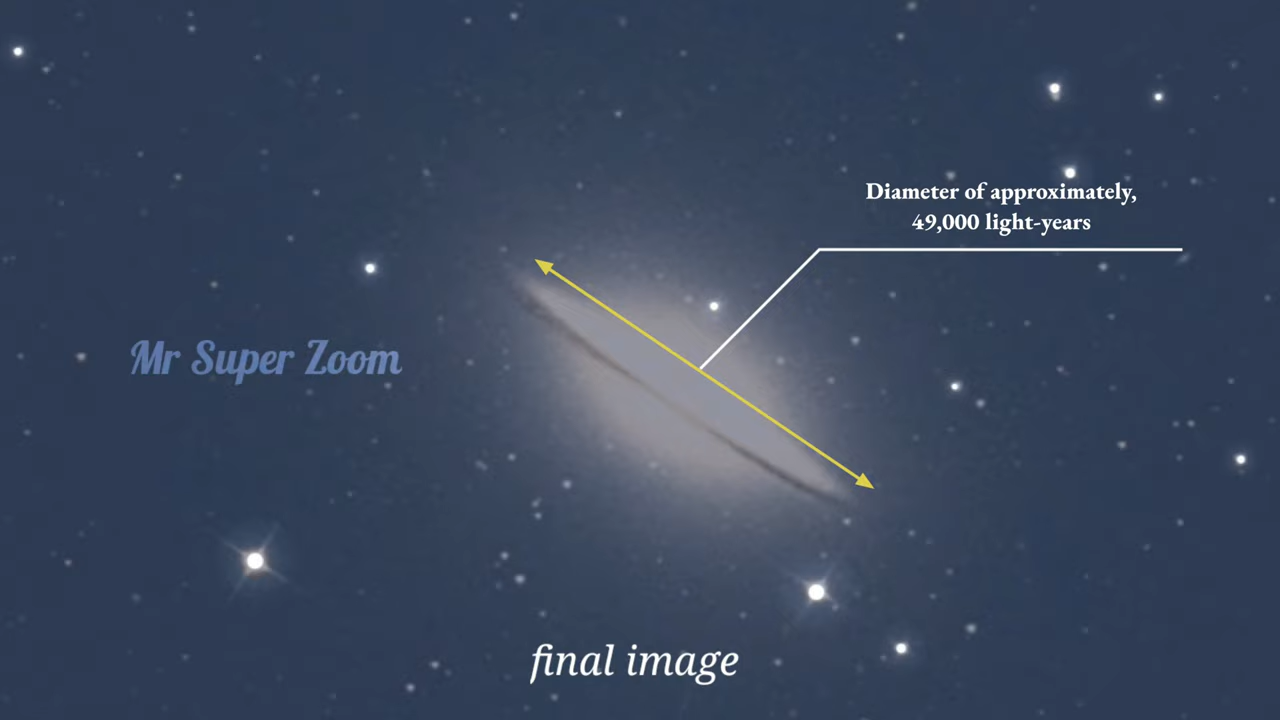 Diameter of approximately,
49,000 light-years
Mr Super Zoom
final image